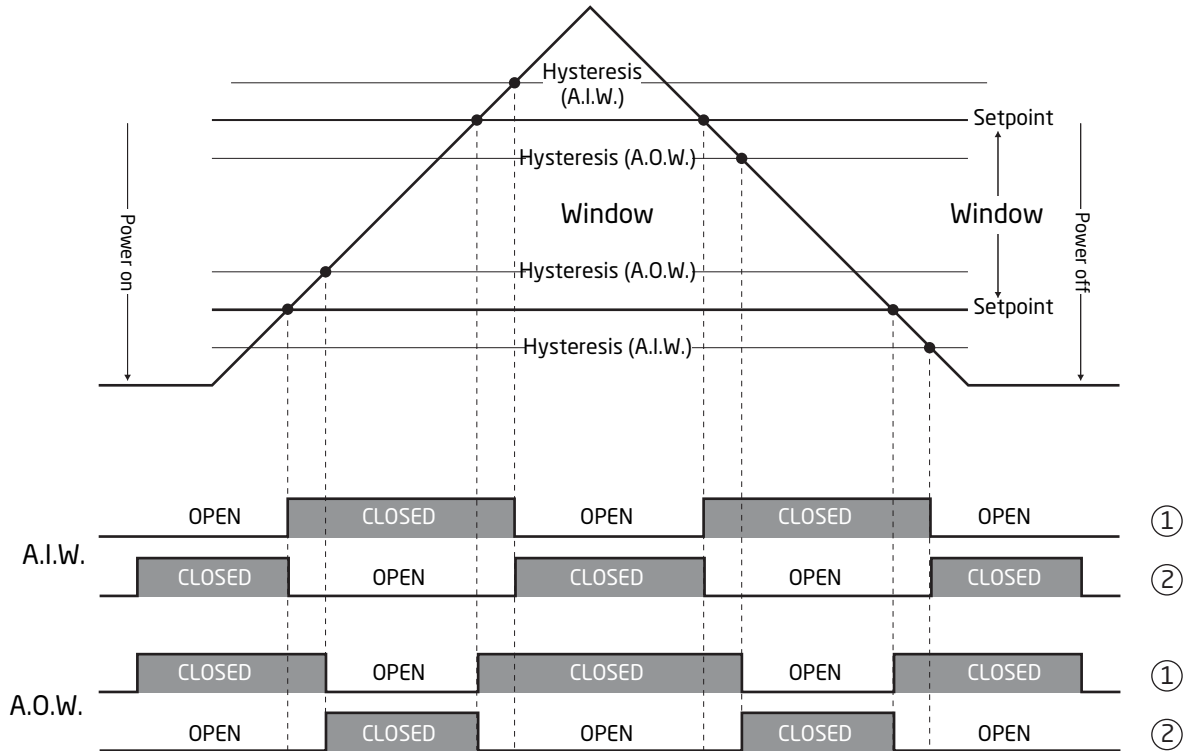 Hysteresis
(A.I.W.)
Setpoint
Hysteresis (A.O.W.)
Power on
Window
Window
Power off
Hysteresis (A.O.W.)
Setpoint
Hysteresis (A.I.W.)
A.I.W.
OPEN CLOSED OPEN CLOSED OPEN ①
CLOSED OPEN CLOSED OPEN CLOSED ②
A.O.W.
CLOSED OPEN CLOSED OPEN CLOSED ①
OPEN CLOSED OPEN CLOSED OPEN ②